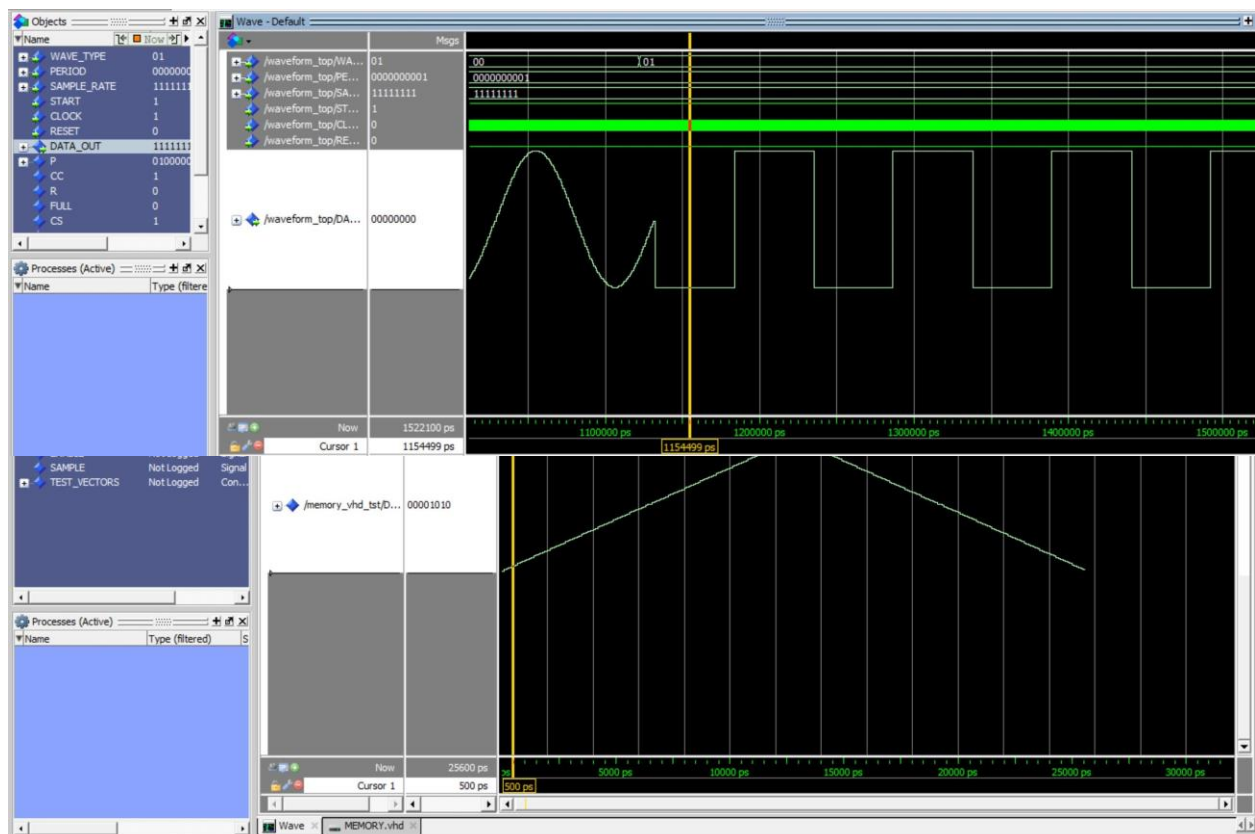 Objects
Name Now
WAVE_TYPE 01
PERIOD 0000000
SAMPLE_RATE 1111111
START 1
CLOCK 1
RESET 0
DATA_OUT 1111111
P 0100000
CC 1
R 0
FULL 0
CS 1
Processes (Active)
Name Type (filtere
Wave - Default
Msgs
/waveform_top/WA... 01 00 01
/waveform_top/PE... 0000000001 0000000001
/waveform_top/SA... 11111111 11111111
/waveform_top/ST... 1
/waveform_top/CL... 0
/waveform_top/RE... 0
/waveform_top/DA... 00000000
Now 1522100 ps 1100000 ps 1200000 ps 1300000 ps 1400000 ps 1500000 ps
Cursor 1 1154499 ps 1154499 ps
SAMPLE Not Logged Signal
TEST_VECTORS Not Logged Con...
Processes (Active)
Name Type (filtered) S
/memory_vhd_tst/D... 00001010
Now 25600 ps ps 5000 ps 10000 ps 15000 ps 20000 ps 25000 ps 30000 ps
Cursor 1 500 ps 500 ps
Wave MEMORY.vhd